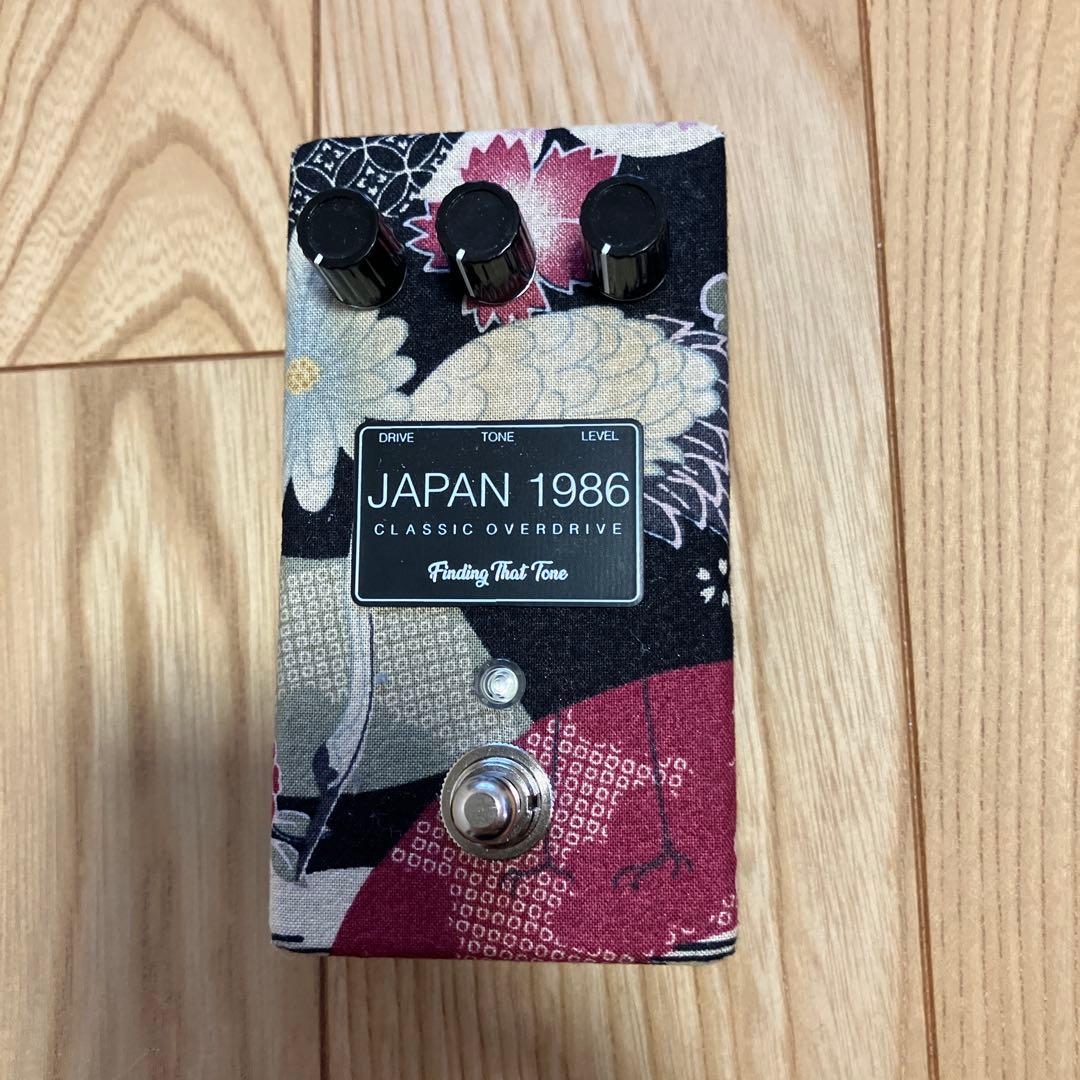 DRIVE TONE LEVEL
JAPAN 1986
CLASSIC OVERDRIVE
Finding That Tone